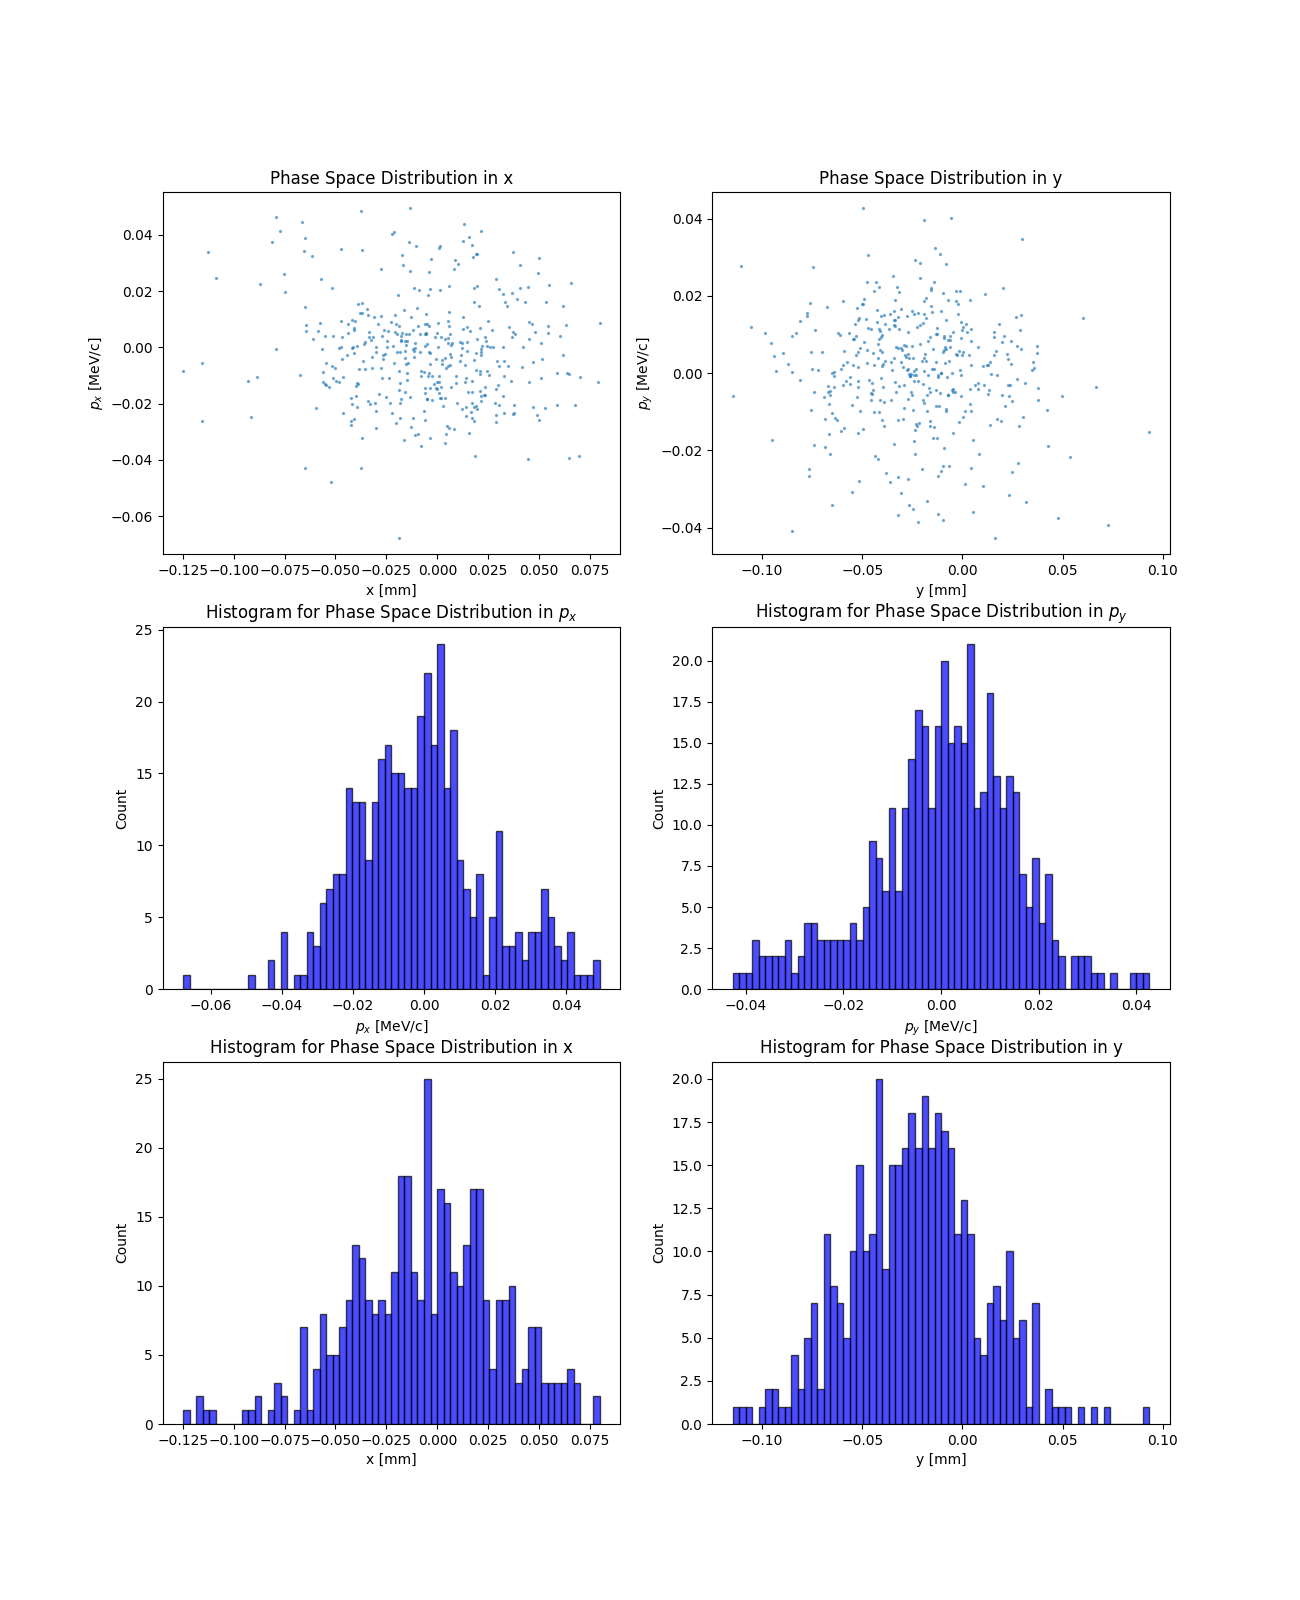 Phase Space Distribution in x
0.04
0.02
0.00
−0.02
−0.04
−0.06
pₓ [MeV/c]
−0.125 −0.100 −0.075 −0.050 −0.025 0.000 0.025 0.050 0.075
x [mm]
Phase Space Distribution in y
0.04
0.02
0.00
−0.02
−0.04
p_y [MeV/c]
−0.10 −0.05 0.00 0.05 0.10
y [mm]
Histogram for Phase Space Distribution in pₓ
25
20
15
10
5
0
Count
−0.06 −0.04 −0.02 0.00 0.02 0.04
pₓ [MeV/c]
Histogram for Phase Space Distribution in p_y
20.0
17.5
15.0
12.5
10.0
7.5
5.0
2.5
0.0
Count
−0.04 −0.02 0.00 0.02 0.04
p_y [MeV/c]
Histogram for Phase Space Distribution in x
25
20
15
10
5
0
Count
−0.125 −0.100 −0.075 −0.050 −0.025 0.000 0.025 0.050 0.075
x [mm]
Histogram for Phase Space Distribution in y
20.0
17.5
15.0
12.5
10.0
7.5
5.0
2.5
0.0
Count
−0.10 −0.05 0.00 0.05 0.10
y [mm]